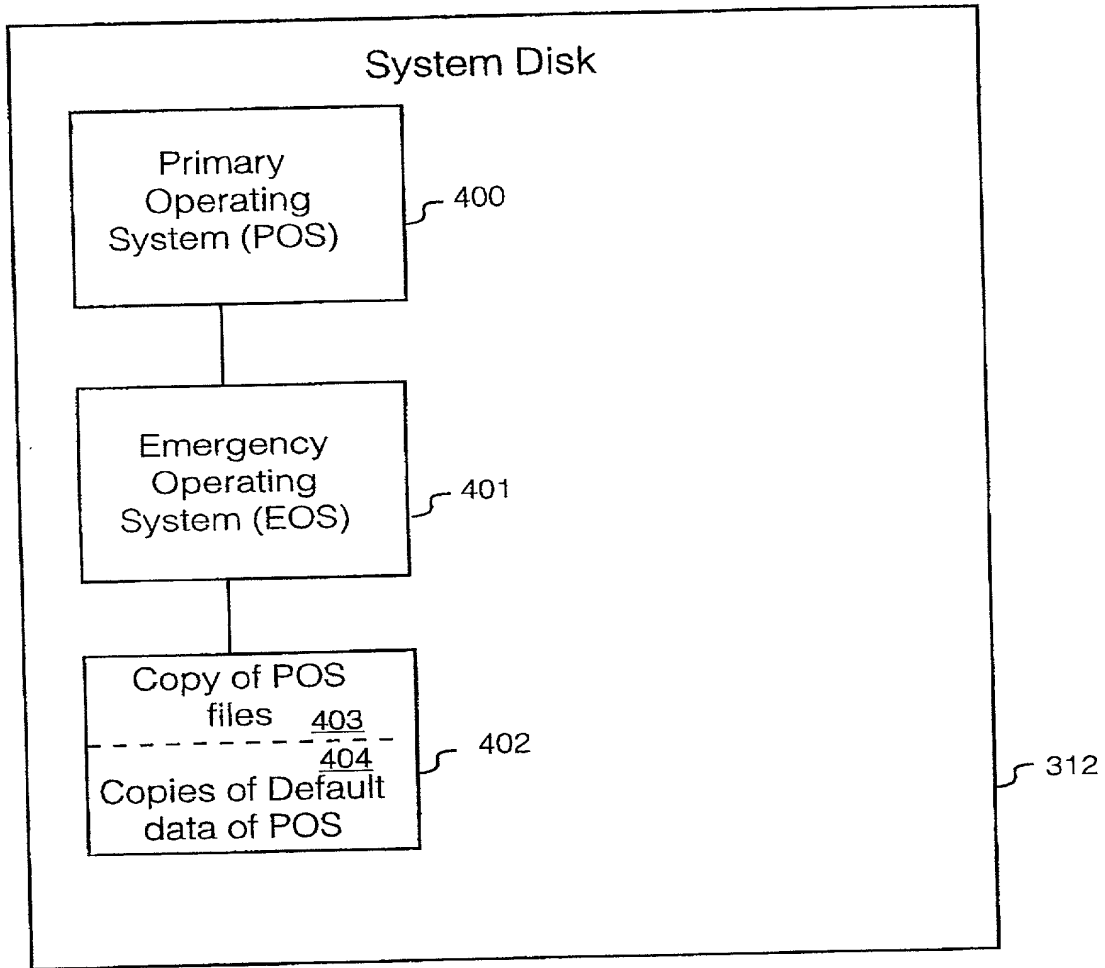 System Disk
Primary
Operating
System (POS)
400
Emergency
Operating
System (EOS)
401
Copy of POS
files 403
404
Copies of Default
data of POS
402
312